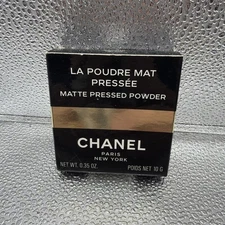 LA POUDRE MAT
PRESSÉE
MATTE PRESSED POWDER
CHANEL
PARIS
NEW YORK
NET WT. 0.35 OZ. POIDS NET 10 G